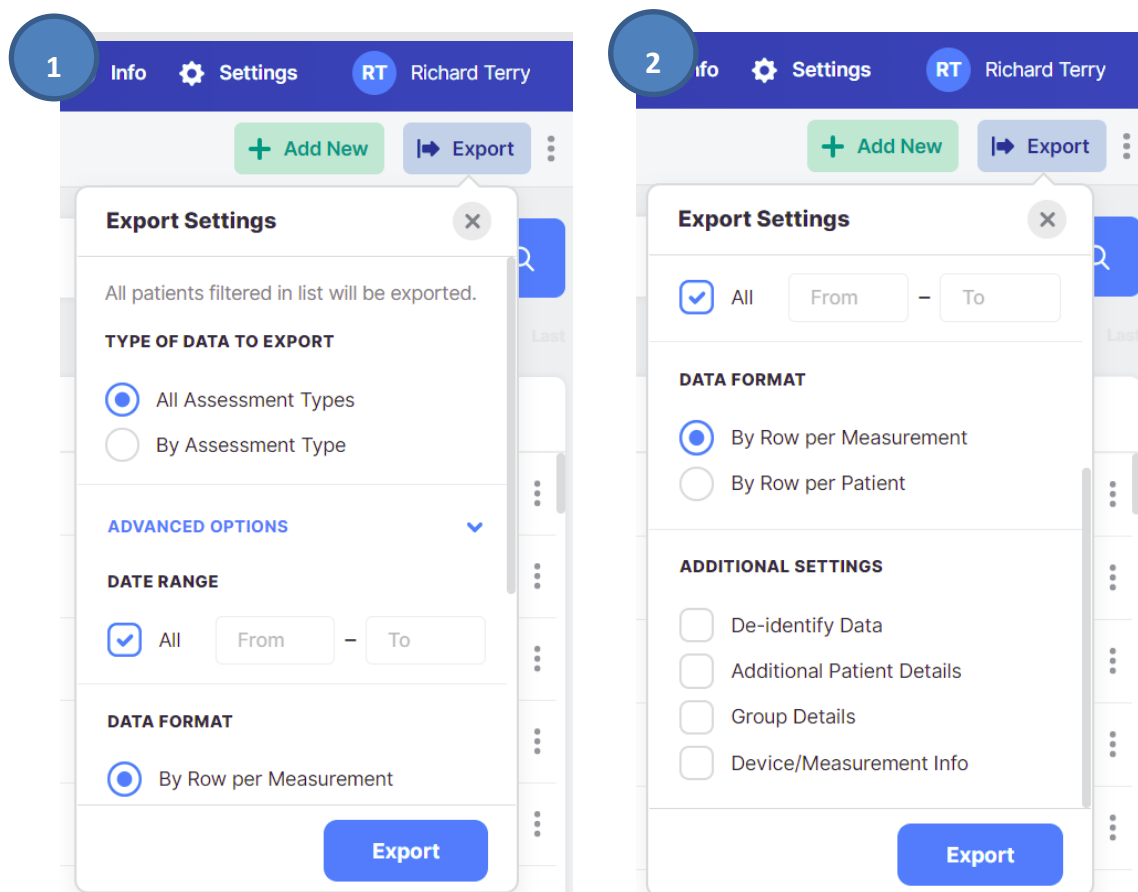 1
Info Settings RT Richard Terry
Add New Export
Export Settings
All patients filtered in list will be exported.
TYPE OF DATA TO EXPORT
Last
All Assessment Types
By Assessment Type
ADVANCED OPTIONS
DATE RANGE
All From – To
DATA FORMAT
By Row per Measurement
Export
2
nfo Settings RT Richard Terry
Add New Export
Export Settings
All From – To
Last
DATA FORMAT
By Row per Measurement
By Row per Patient
ADDITIONAL SETTINGS
De-identify Data
Additional Patient Details
Group Details
Device/Measurement Info
Export